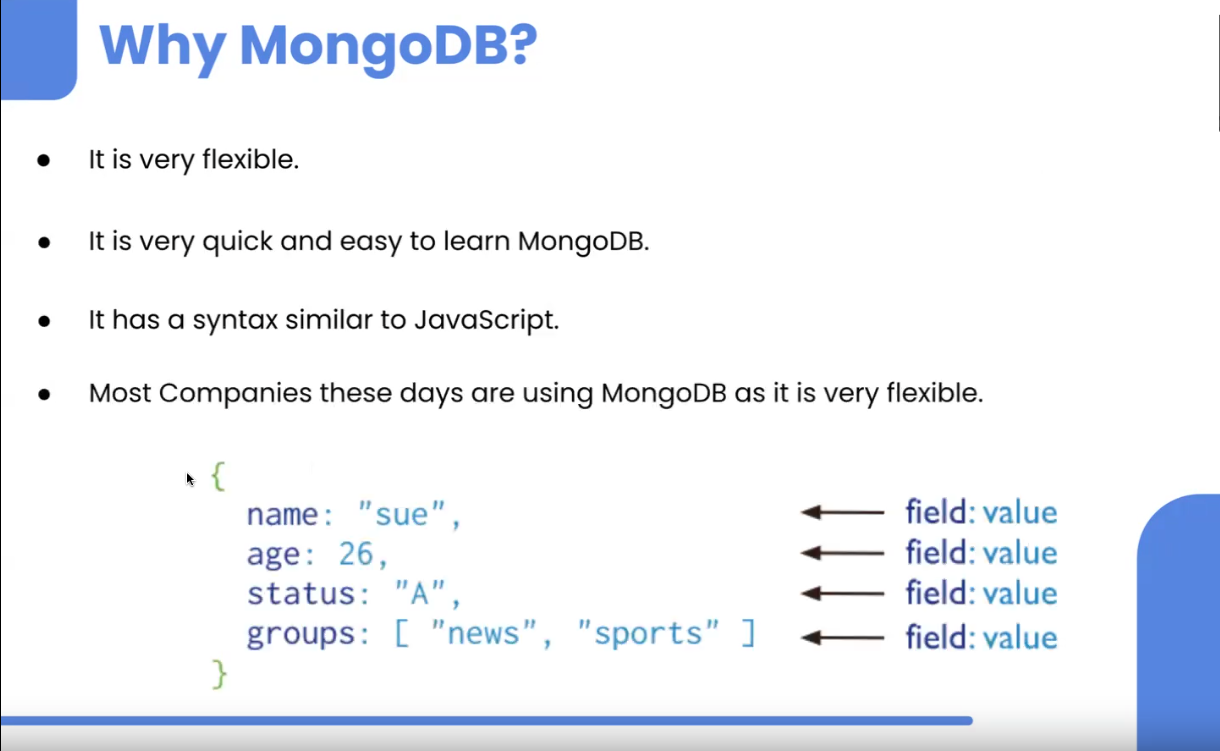 Why MongoDB?
● It is very flexible.
● It is very quick and easy to learn MongoDB.
● It has a syntax similar to JavaScript.
● Most Companies these days are using MongoDB as it is very flexible.
{
name: "sue", field: value
age: 26, field: value
status: "A", field: value
groups: [ "news", "sports" ] field: value
}